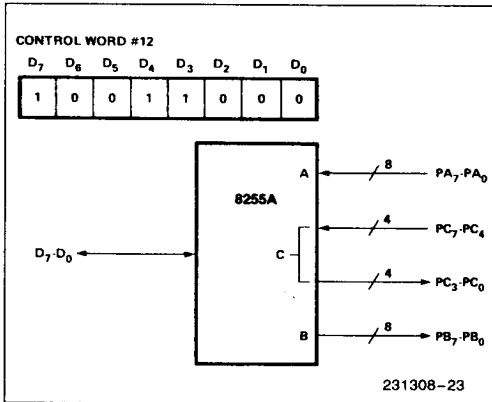 CONTROL WORD #12
D7 D6 D5 D4 D3 D2 D1 D0
1 0 0 1 1 0 0 0
8255A
A
8
PA7-PA0
4
PC7-PC4
D7-D0
C
4
PC3-PC0
B
8
PB7-PB0
231308-23